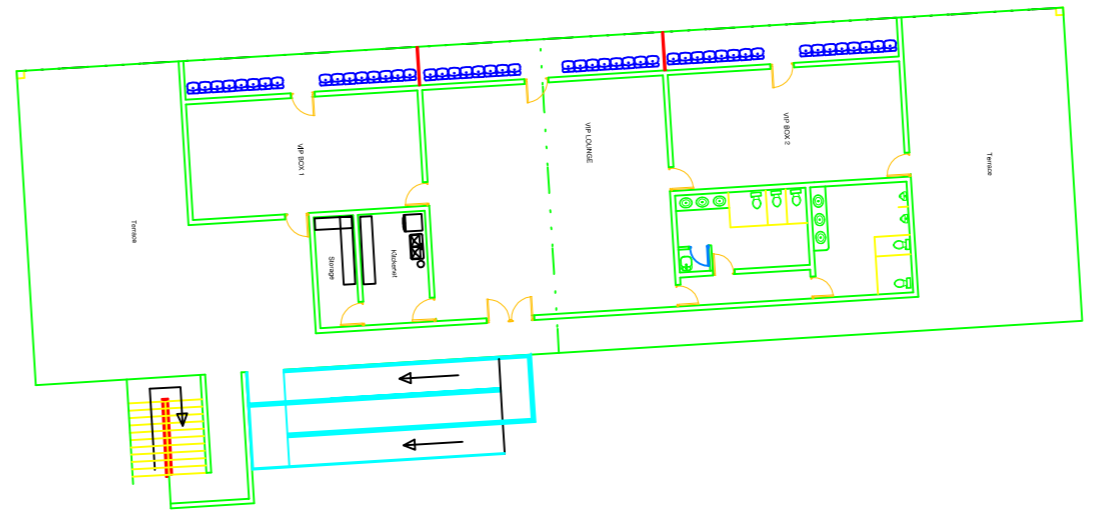 Terrace
VIP BOX 1
Storage
Kitchenet
VIP LOUNGE
VIP BOX 2
Terrace